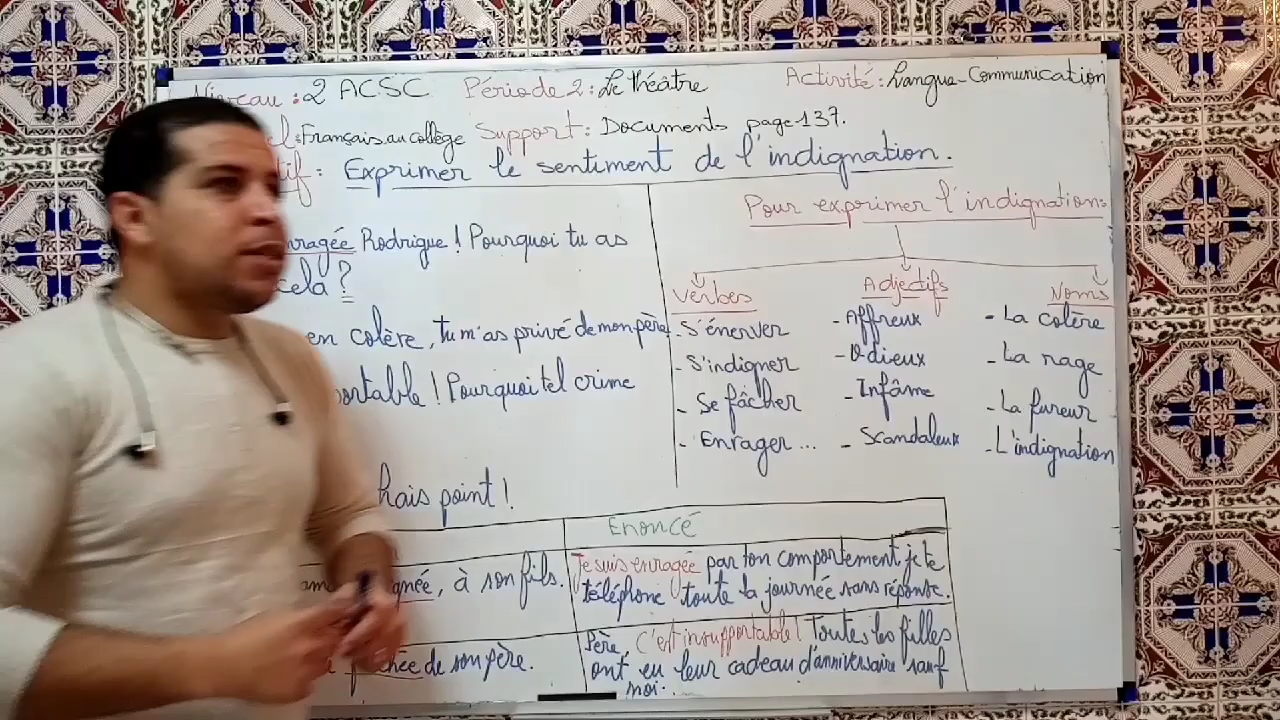 Niveau : 2 ACSC Période 2 : Le théâtre Activité : Langue-Communication
Français au collège Support : Documents page 137.
Exprimer le sentiment de l'indignation.
Rodrigue ! Pourquoi tu as
cela ?
en colère, tu m'as privé de mon père
Pourquoi tel crime
hais point !
Pour exprimer l'indignation :
Verbes
- S'énerver
- S'indigner
- Se fâcher
- Enrager ...
Adjectifs
- Affreux
- Odieux
- Infâme
- Scandaleux
Noms
- La colère
- La rage
- La fureur
- L'indignation
Enoncé
à son fils.
Je suis enragée par ton comportement je te
téléphone toute la journée sans réponse.
de son père.
Père, C'est insupportable ! Toutes les filles
ont eu leur cadeau d'anniversaire sauf
moi..